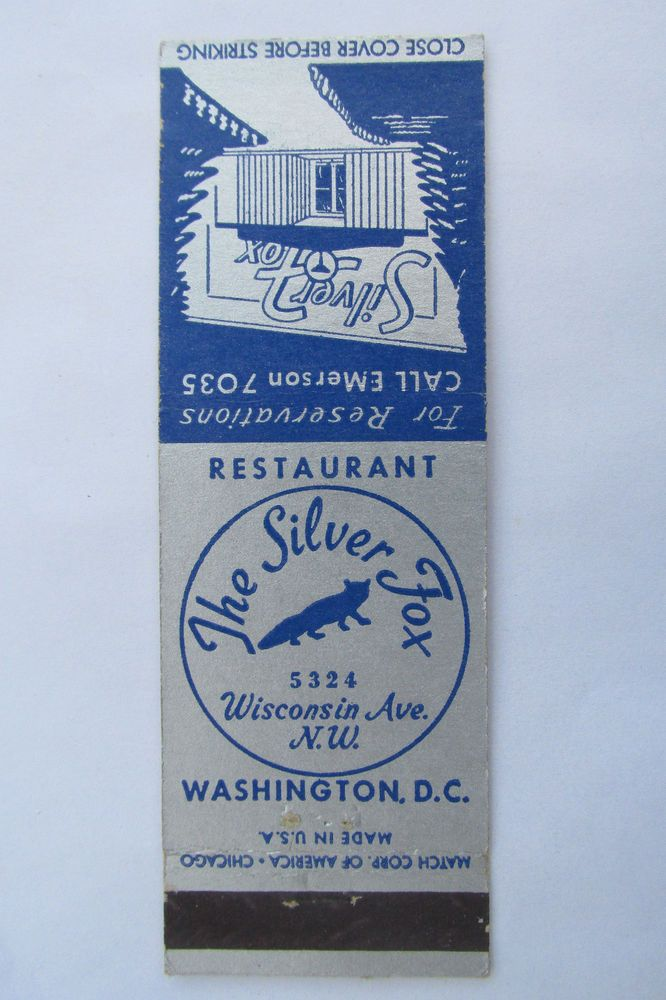 CLOSE COVER BEFORE STRIKING
Silver Fox
For Reservations
CALL EMerson 7035
RESTAURANT
The Silver Fox
5324
Wisconsin Ave.
N.W.
WASHINGTON, D.C.
MADE IN U.S.A.
MATCH CORP. OF AMERICA • CHICAGO